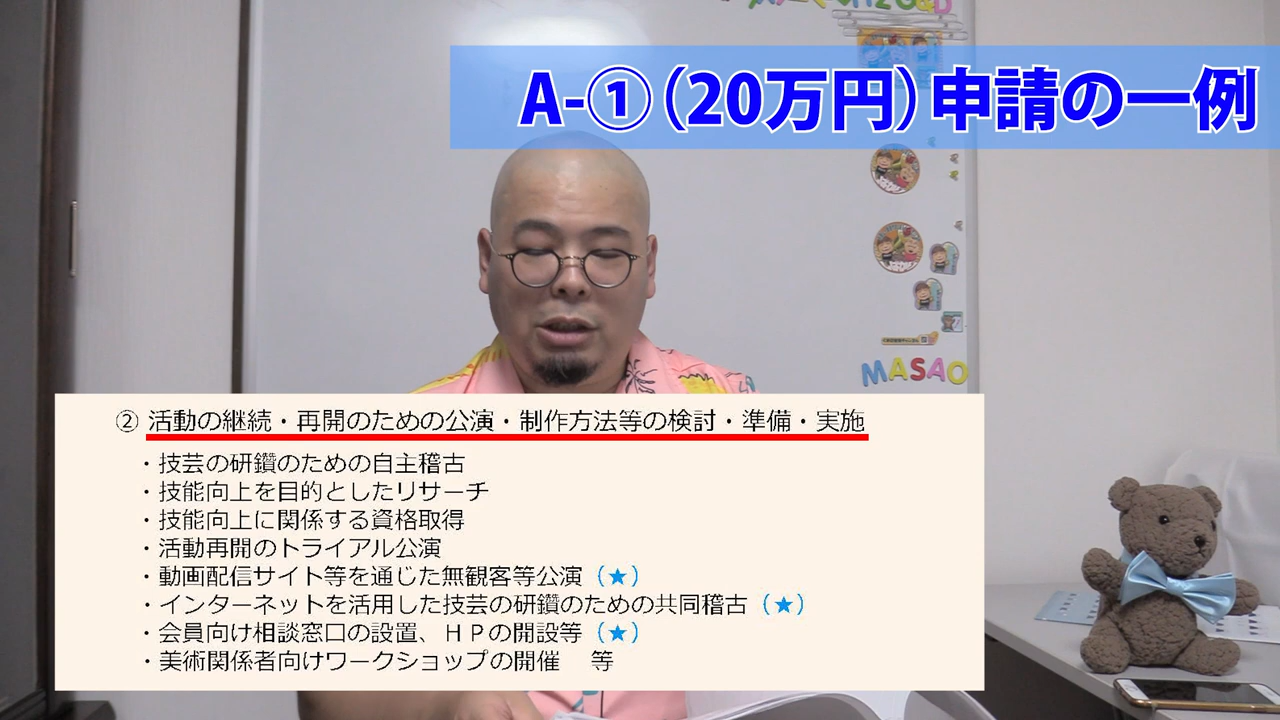 A-①（20万円）申請の一例
MASAO
② 活動の継続・再開のための公演・制作方法等の検討・準備・実施
・技芸の研鑽のための自主稽古
・技能向上を目的としたリサーチ
・技能向上に関係する資格取得
・活動再開のトライアル公演
・動画配信サイト等を通じた無観客等公演（★）
・インターネットを活用した技芸の研鑽のための共同稽古（★）
・会員向け相談窓口の設置、ＨＰの開設等（★）
・美術関係者向けワークショップの開催　等